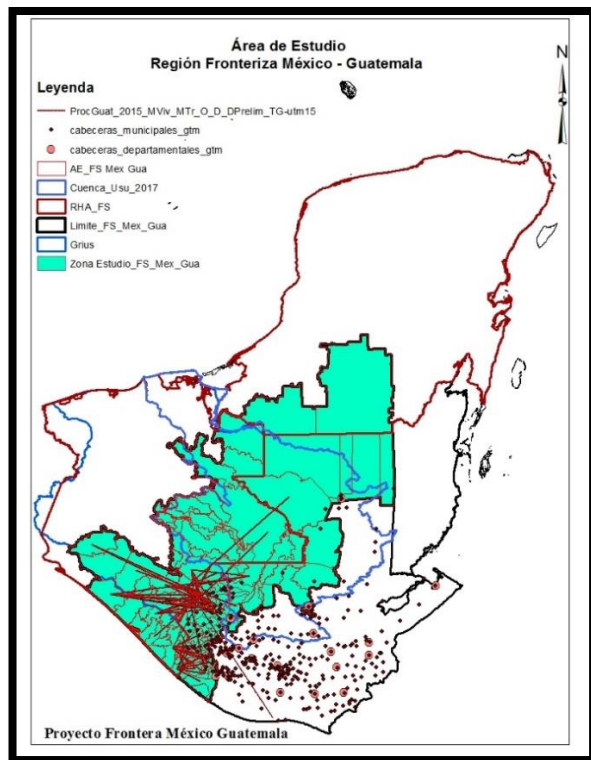 Área de Estudio
Región Fronteriza México - Guatemala
N
Leyenda
ProcGuat_2015_MViv_MTr_O_D_DPrelim_TG-utm15
cabeceras_municipales_gtm
cabeceras_departamentales_gtm
AE_FS Mex Gua
Cuenca_Usu_2017
RHA_FS
Limite_FS_Mex_Gua
Grius
Zona Estudio_FS_Mex_Gua
Proyecto Frontera México Guatemala